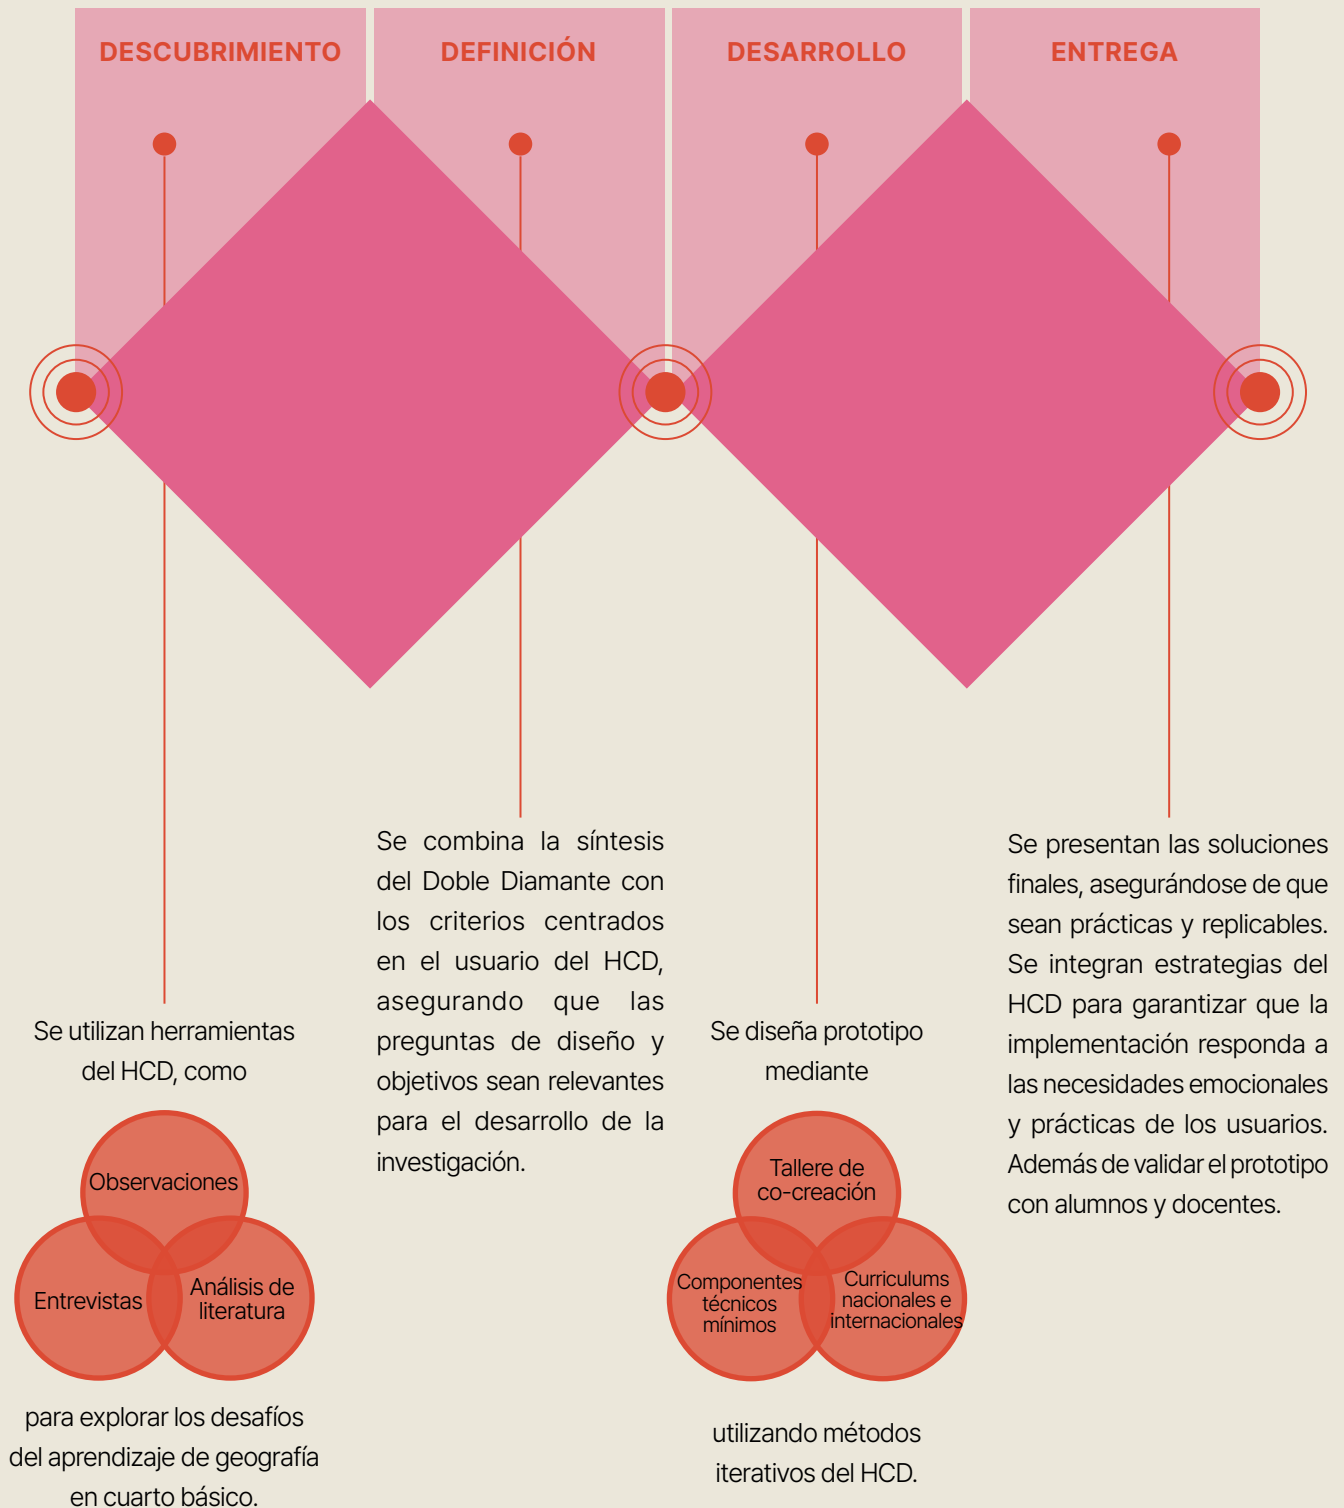 DESCUBRIMIENTO
DEFINICIÓN
DESARROLLO
ENTREGA
Se utilizan herramientas
del HCD, como
Observaciones
Entrevistas
Análisis de
literatura
para explorar los desafíos
del aprendizaje de geografía
en cuarto básico.
Se combina la síntesis
del Doble Diamante con
los criterios centrados
en el usuario del HCD,
asegurando que las
preguntas de diseño y
objetivos sean relevantes
para el desarrollo de la
investigación.
Se diseña prototipo
mediante
Tallere de
co-creación
Componentes
técnicos
mínimos
Curriculums
nacionales e
internacionales
utilizando métodos
iterativos del HCD.
Se presentan las soluciones
finales, asegurándose de que
sean prácticas y replicables.
Se integran estrategias del
HCD para garantizar que la
implementación responda a
las necesidades emocionales
y prácticas de los usuarios.
Además de validar el prototipo
con alumnos y docentes.